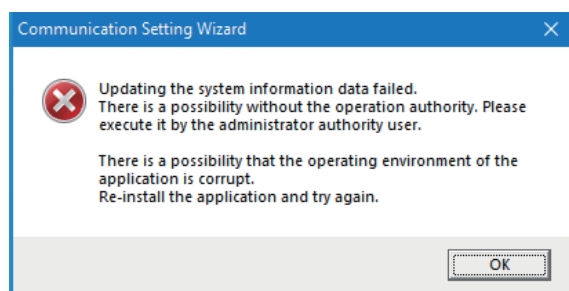 Communication Setting Wizard
Updating the system information data failed.
There is a possibility without the operation authority. Please
execute it by the administrator authority user.
There is a possibility that the operating environment of the
application is corrupt.
Re-install the application and try again.
OK